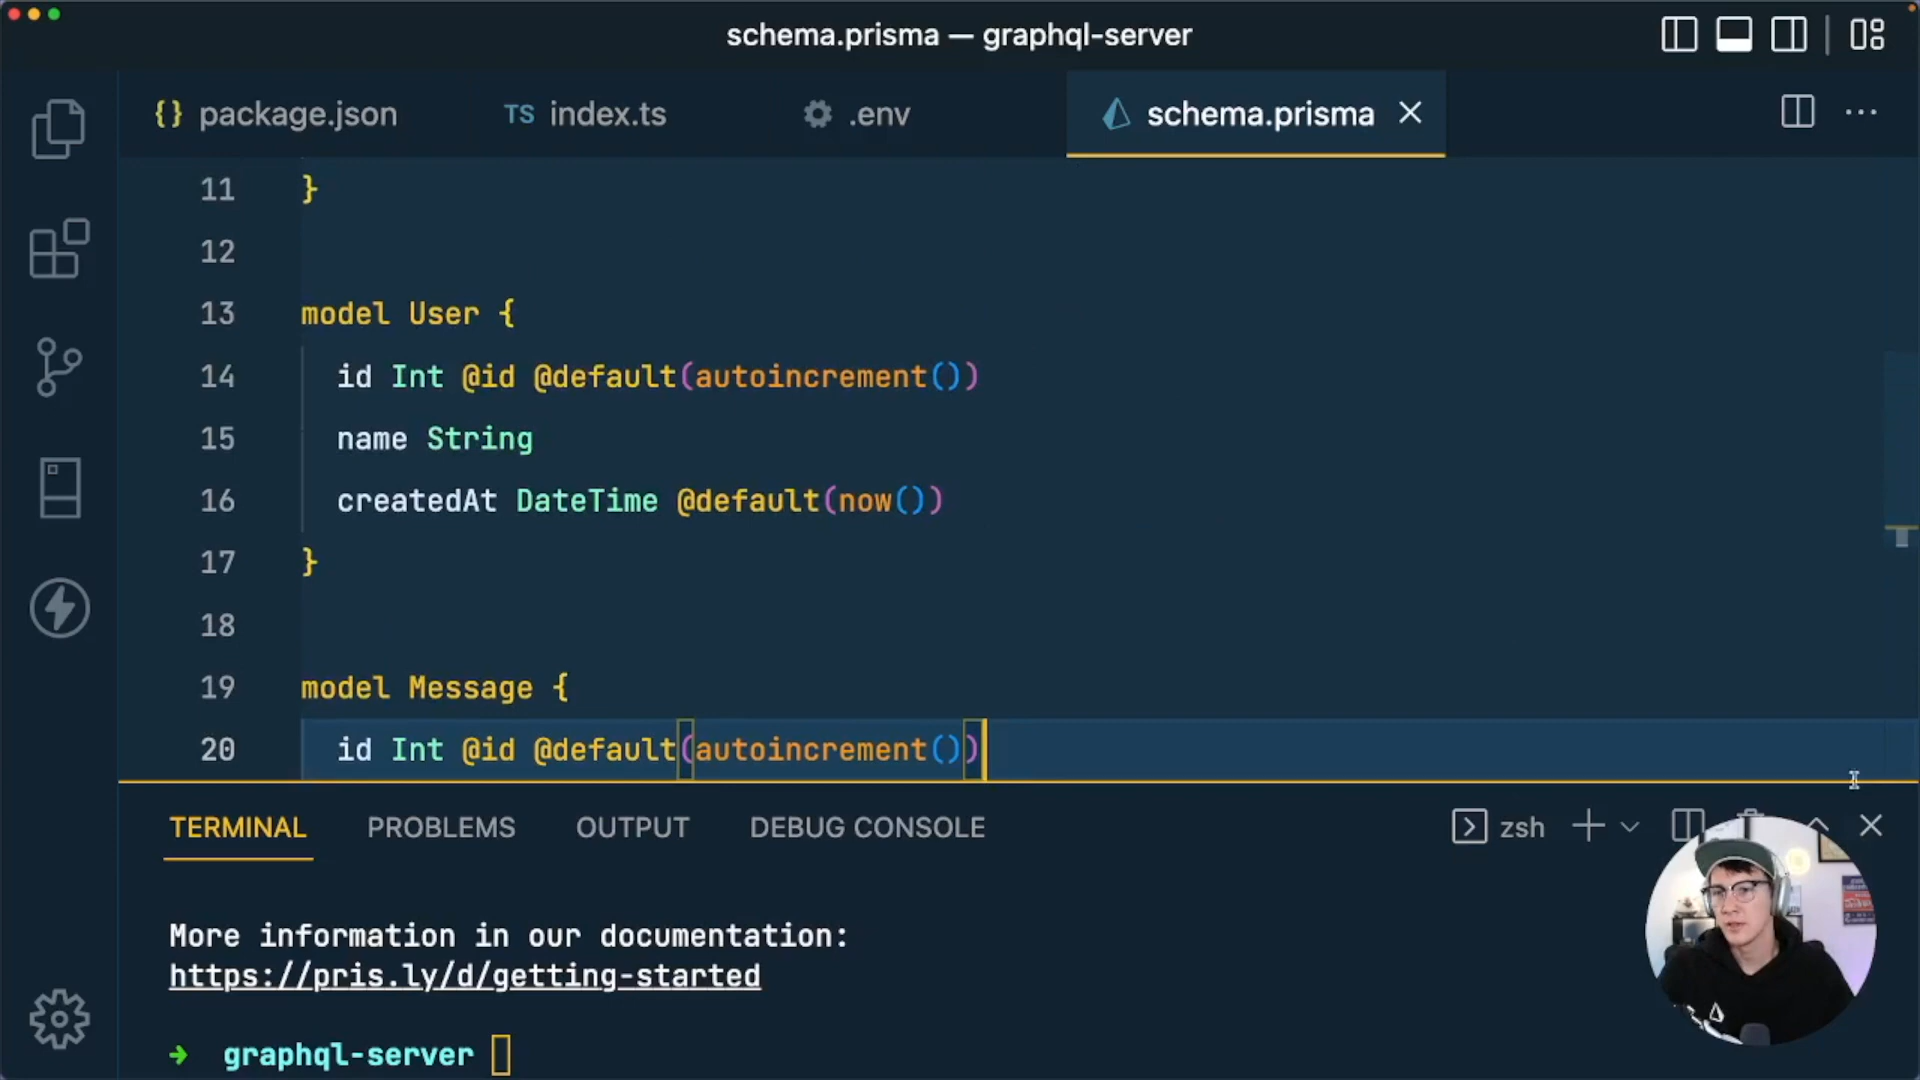 schema.prisma — graphql-server
{} package.json
TS index.ts
.env
schema.prisma
11 }
12
13 model User {
14 id Int @id @default(autoincrement())
15 name String
16 createdAt DateTime @default(now())
17 }
18
19 model Message {
20 id Int @id @default(autoincrement())
TERMINAL PROBLEMS OUTPUT DEBUG CONSOLE
zsh
More information in our documentation:
https://pris.ly/d/getting-started
➜ graphql-server